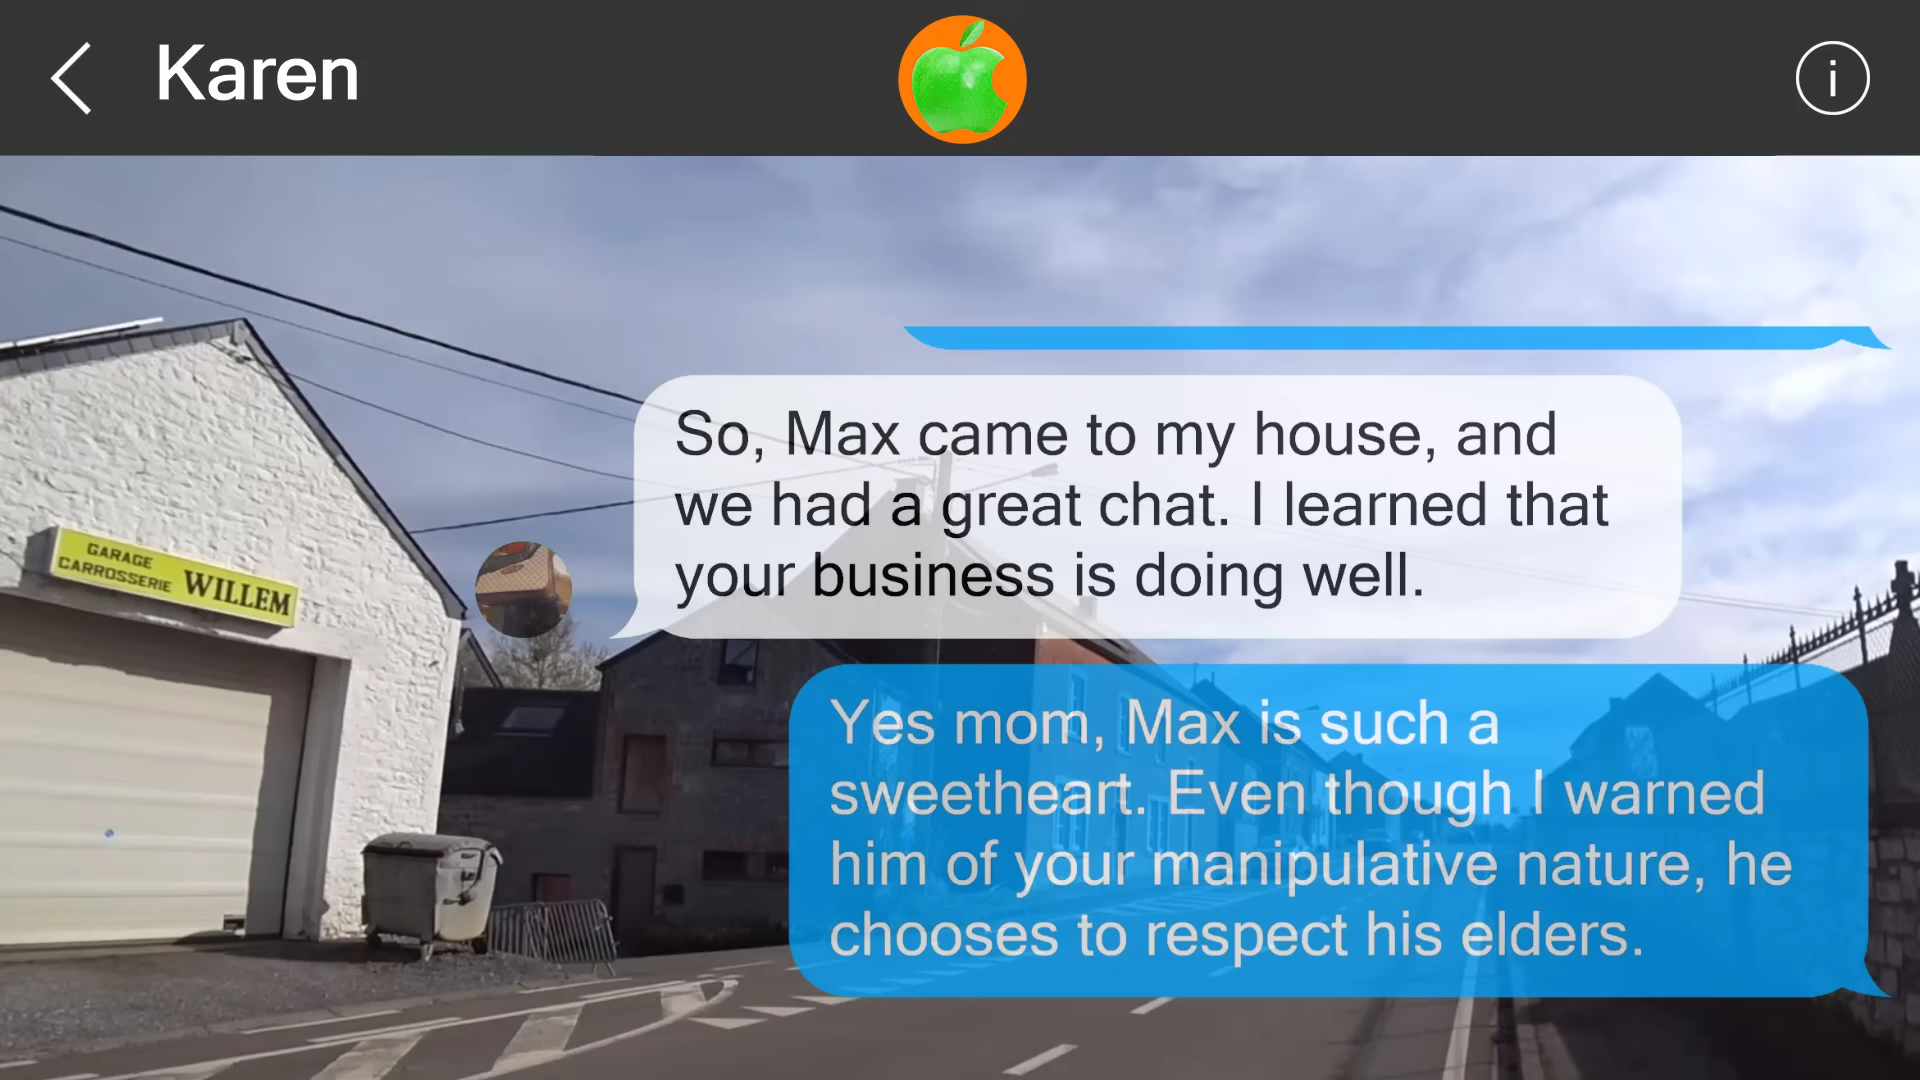 Karen
i
So, Max came to my house, and
we had a great chat. I learned that
your business is doing well.
GARAGE
CARROSSERIE WILLEM
Yes mom, Max is such a
sweetheart. Even though I warned
him of your manipulative nature, he
chooses to respect his elders.